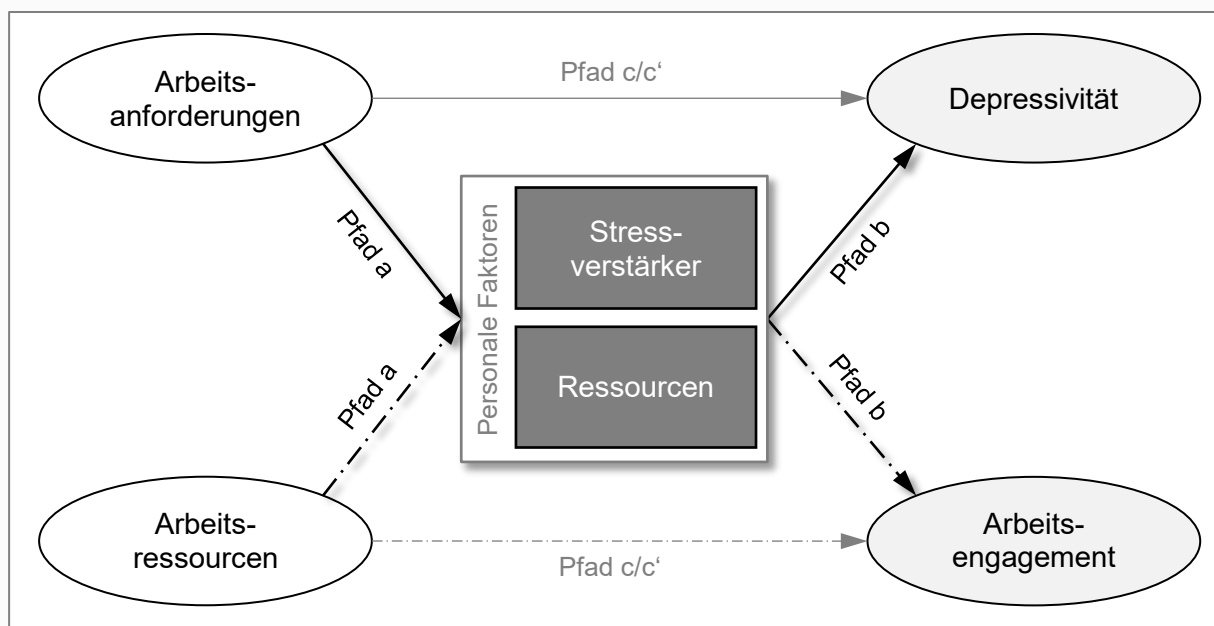 Arbeits-
anforderungen
Pfad c/c‘
Depressivität
Pfad a
Personale Faktoren
Stress-
verstärker
Pfad b
Pfad a
Ressourcen
Pfad b
Arbeits-
ressourcen
Pfad c/c‘
Arbeits-
engagement